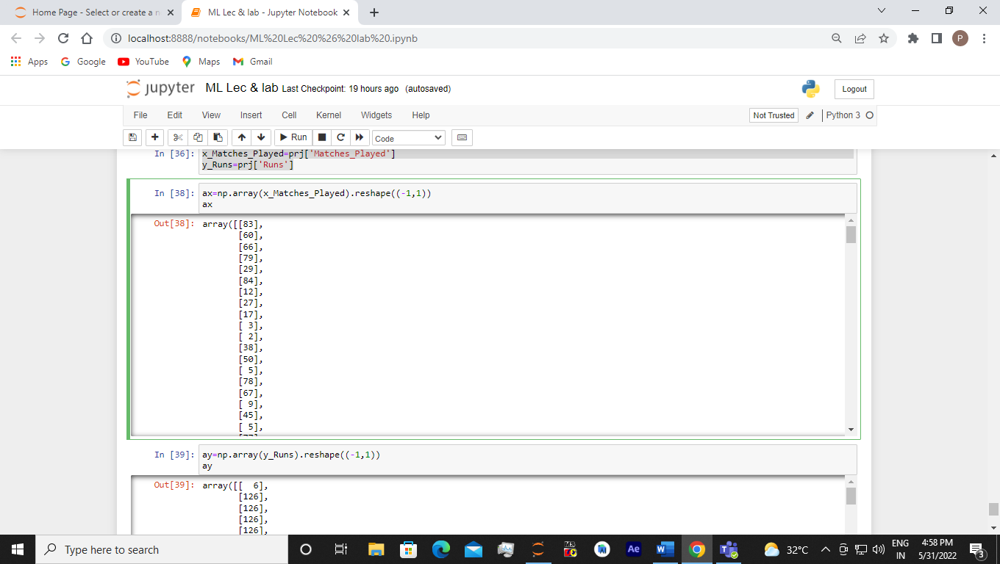 Home Page - Select or create a n
ML Lec & lab - Jupyter Notebook
localhost:8888/notebooks/ML%20Lec%20%26%20lab%20.ipynb
P
Apps Google YouTube Maps Gmail
jupyter ML Lec & lab Last Checkpoint: 19 hours ago (autosaved)
Logout
File Edit View Insert Cell Kernel Widgets Help
Not Trusted
Python 3
Run
Code
In [36]: x_Matches_Played=prj['Matches_Played']
y_Runs=prj['Runs']
In [38]: ax=np.array(x_Matches_Played).reshape((-1,1))
ax
Out[38]: array([[83],
[60],
[66],
[79],
[29],
[84],
[12],
[27],
[17],
[ 3],
[ 2],
[38],
[50],
[ 5],
[78],
[67],
[ 9],
[45],
[ 5],
In [39]: ay=np.array(y_Runs).reshape((-1,1))
ay
Out[39]: array([[  6],
[126],
[126],
[126],
[126],
Type here to search
Ae
32°C
ENG
IN
4:58 PM
5/31/2022
3